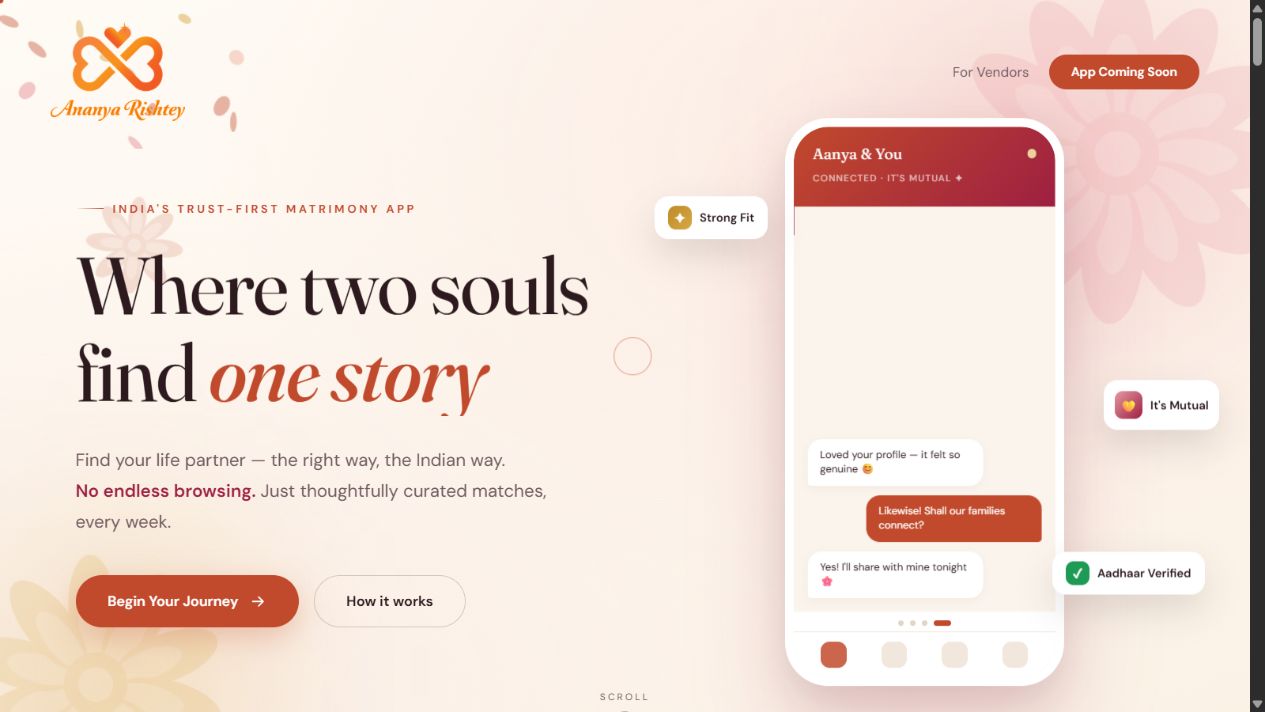 Ananya Rishtey
For Vendors
App Coming Soon
INDIA'S TRUST-FIRST MATRIMONY APP
Where two souls
find one story
Find your life partner — the right way, the Indian way.
No endless browsing. Just thoughtfully curated matches,
every week.
Begin Your Journey →
How it works
Strong Fit
Aanya & You
CONNECTED · IT'S MUTUAL ✦
Loved your profile — it felt so
genuine 😊
Likewise! Shall our families
connect?
Yes! I'll share with mine tonight
🌸
It's Mutual
Aadhaar Verified
SCROLL